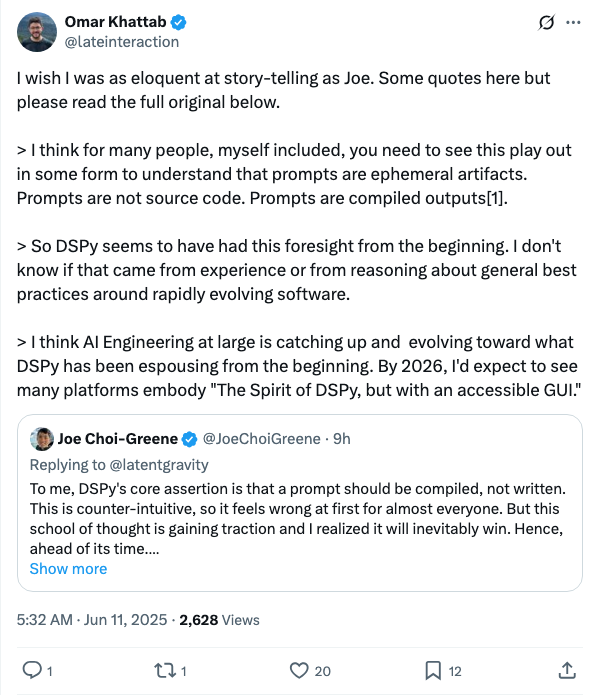 Omar Khattab
@lateinteraction
I wish I was as eloquent at story-telling as Joe. Some quotes here but
please read the full original below.
> I think for many people, myself included, you need to see this play out
in some form to understand that prompts are ephemeral artifacts.
Prompts are not source code. Prompts are compiled outputs[1].
> So DSPy seems to have had this foresight from the beginning. I don't
know if that came from experience or from reasoning about general best
practices around rapidly evolving software.
> I think AI Engineering at large is catching up and  evolving toward what
DSPy has been espousing from the beginning. By 2026, I'd expect to see
many platforms embody "The Spirit of DSPy, but with an accessible GUI."
Joe Choi-Greene @JoeChoiGreene · 9h
Replying to @latentgravity
To me, DSPy's core assertion is that a prompt should be compiled, not written.
This is counter-intuitive, so it feels wrong at first for almost everyone. But this
school of thought is gaining traction and I realized it will inevitably win. Hence,
ahead of its time....
Show more
5:32 AM · Jun 11, 2025 · 2,628 Views
1 1 20 12